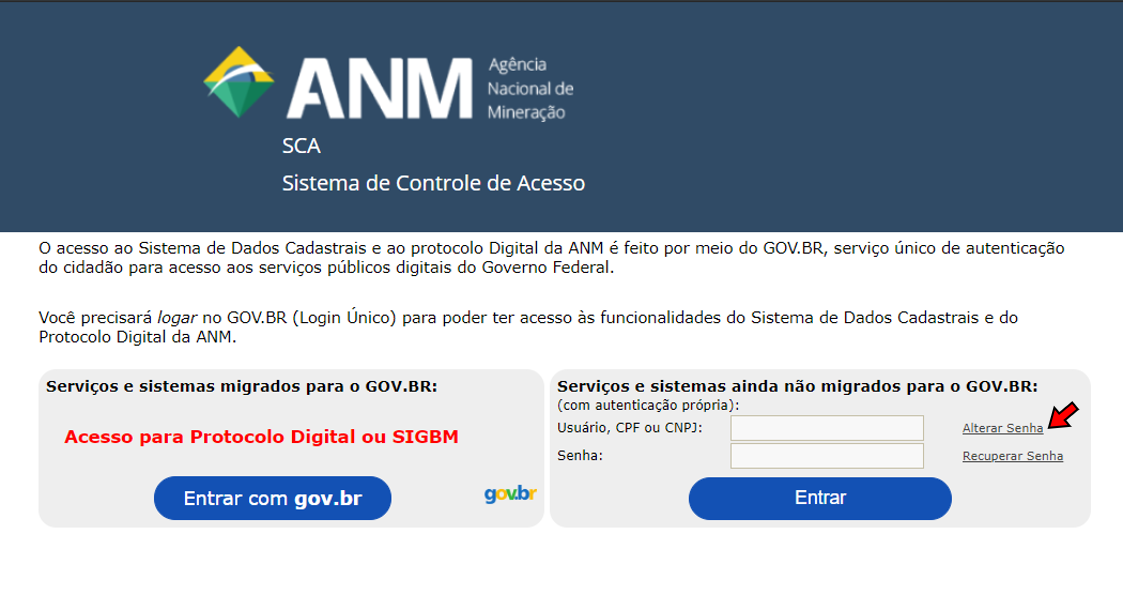 ANM
Agência
Nacional de
Mineração
SCA
Sistema de Controle de Acesso
O acesso ao Sistema de Dados Cadastrais e ao protocolo Digital da ANM é feito por meio do GOV.BR, serviço único de autenticação
do cidadão para acesso aos serviços públicos digitais do Governo Federal.
Você precisará logar no GOV.BR (Login Único) para poder ter acesso às funcionalidades do Sistema de Dados Cadastrais e do
Protocolo Digital da ANM.
Serviços e sistemas migrados para o GOV.BR:
Acesso para Protocolo Digital ou SIGBM
Entrar com gov.br
gov.br
Serviços e sistemas ainda não migrados para o GOV.BR:
(com autenticação própria):
Usuário, CPF ou CNPJ:
Alterar Senha
Senha:
Recuperar Senha
Entrar